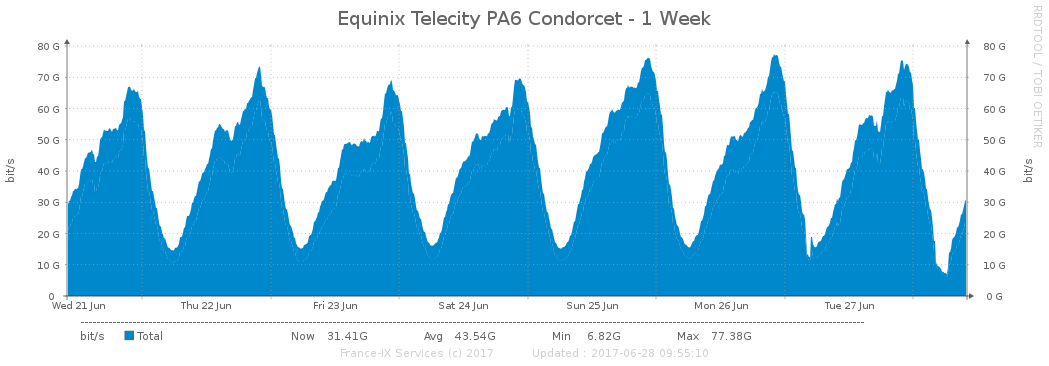 Equinix Telecity PA6 Condorcet - 1 Week
RRDTOOL / TOBI OETIKER
bit/s
80 G
70 G
60 G
50 G
40 G
30 G
20 G
10 G
0
80 G
70 G
60 G
50 G
40 G
30 G
20 G
10 G
0 G
bit/s
Wed 21 Jun Thu 22 Jun Fri 23 Jun Sat 24 Jun Sun 25 Jun Mon 26 Jun Tue 27 Jun
bit/s Total Now 31.41G Avg 43.54G Min 6.82G Max 77.38G
France-IX Services (c) 2017 Updated : 2017-06-28 09:55:10